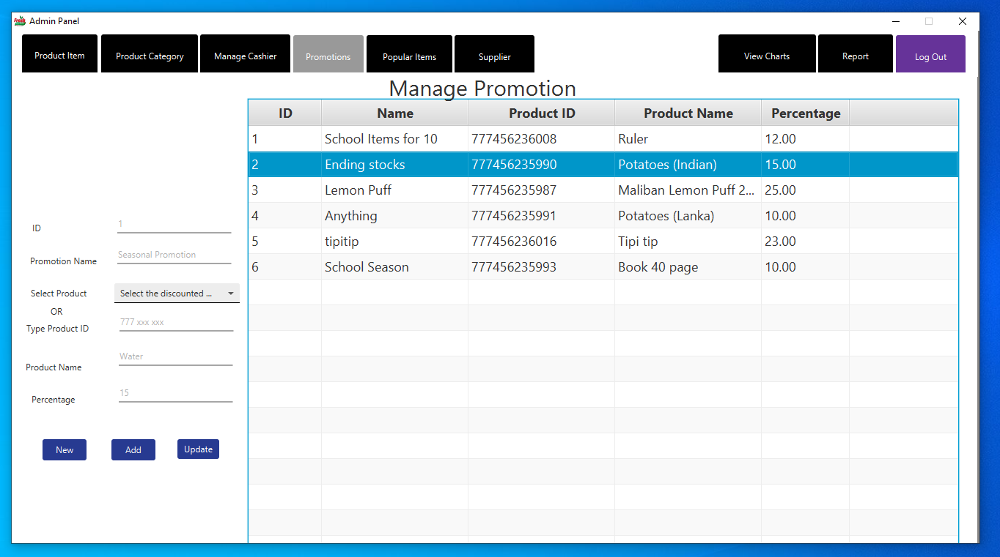 Fresh
Admin Panel
Product Item Product Category Manage Cashier Promotions Popular Items Supplier View Charts Report Log Out
Manage Promotion
ID Name Product ID Product Name Percentage
1 School Items for 10 777456236008 Ruler 12.00
2 Ending stocks 777456235990 Potatoes (Indian) 15.00
3 Lemon Puff 777456235987 Maliban Lemon Puff 2... 25.00
4 Anything 777456235991 Potatoes (Lanka) 10.00
5 tipitip 777456236016 Tipi tip 23.00
6 School Season 777456235993 Book 40 page 10.00
ID 1
Promotion Name Seasonal Promotion
Select Product Select the discounted ...
OR
Type Product ID 777 xxx xxx
Product Name Water
Percentage 15
New Add Update